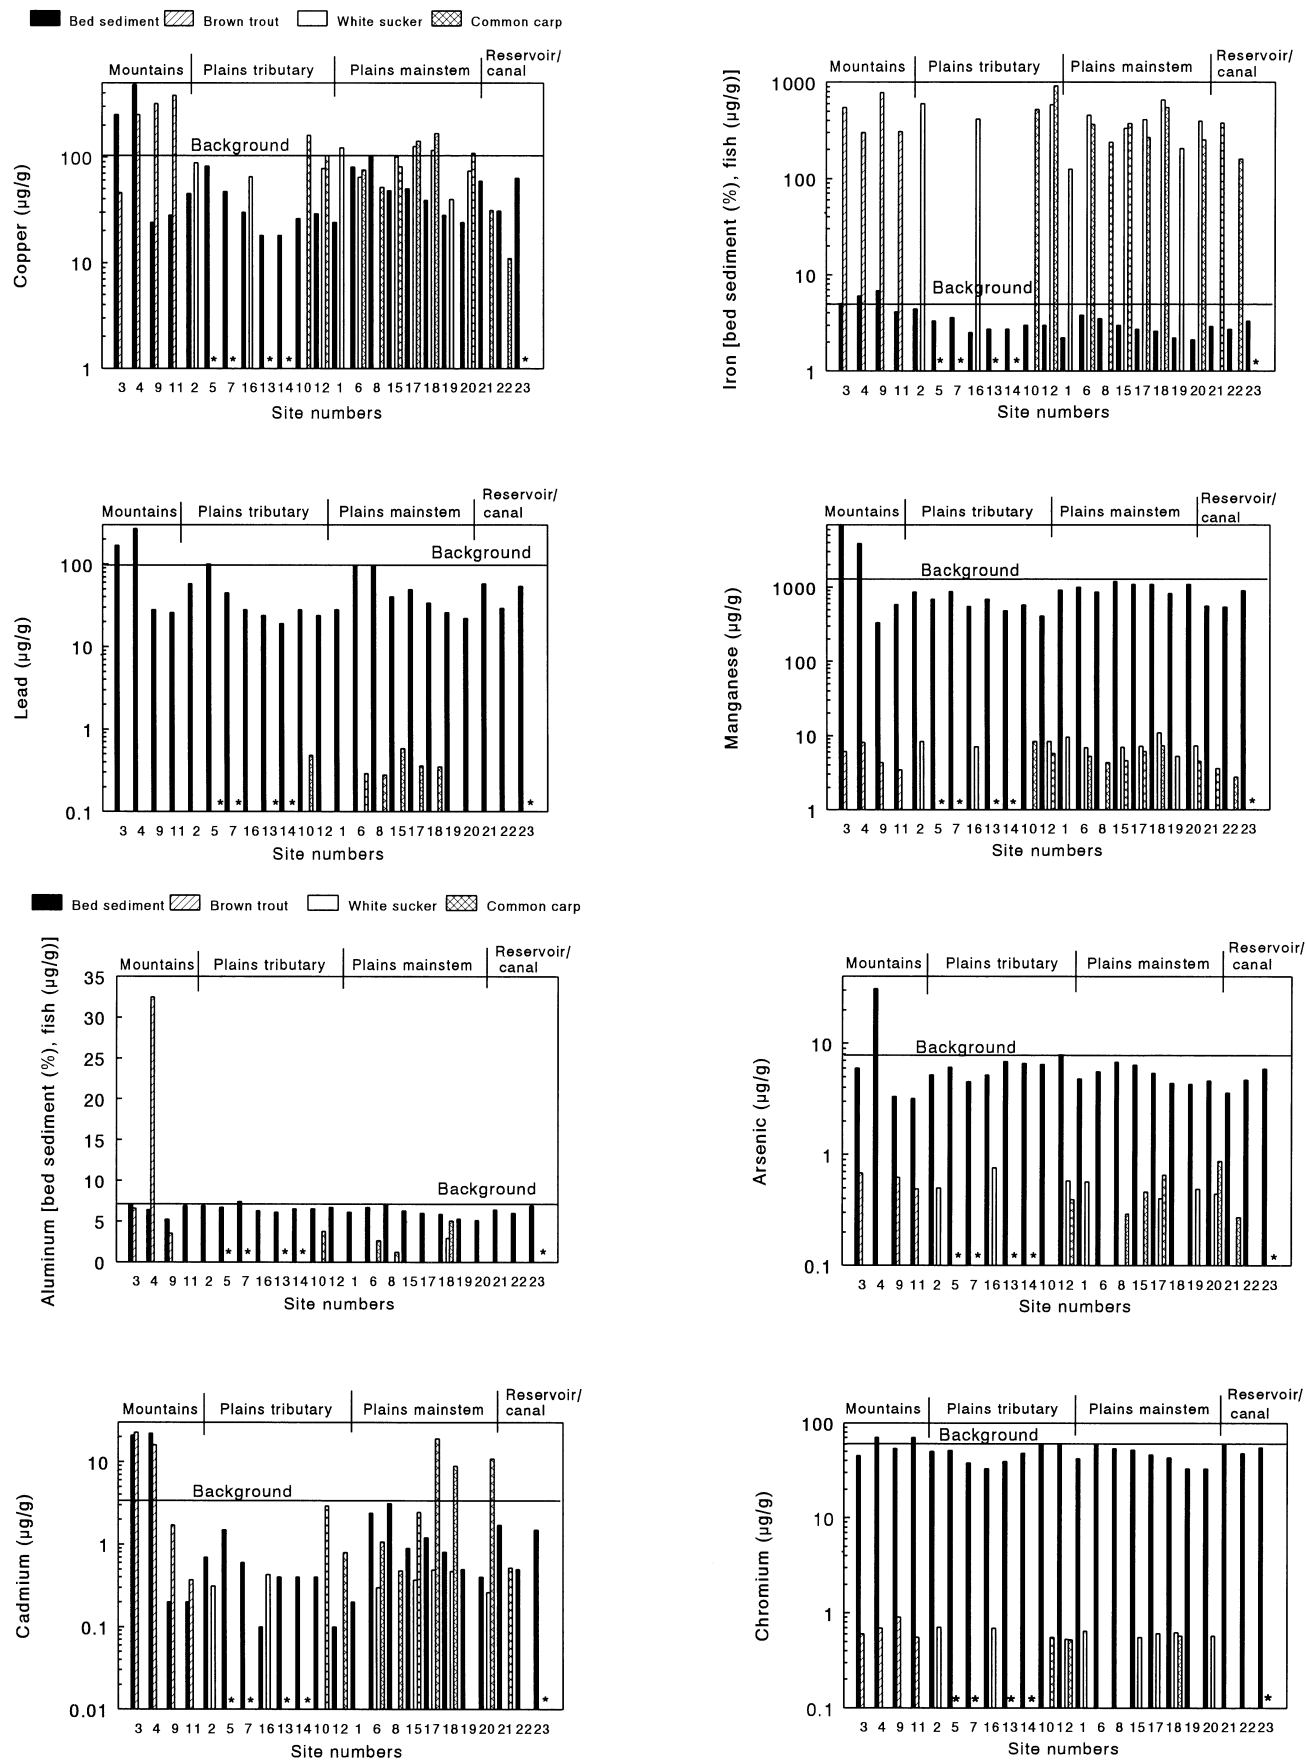 Bed sediment Brown trout White sucker Common carp
Mountains Plains tributary Plains mainstem Reservoir/
canal
Background
Copper (µg/g)
100
10
1
* * * * *
3 4 9 11 2 5 7 16 13 14 10 12 1 6 8 15 17 18 19 20 21 22 23
Site numbers
Mountains Plains tributary Plains mainstem Reservoir/
canal
Background
Iron [bed sediment (%), fish (µg/g)]
1000
100
10
1
* * * * *
3 4 9 11 2 5 7 16 13 14 10 12 1 6 8 15 17 18 19 20 21 22 23
Site numbers
Mountains Plains tributary Plains mainstem Reservoir/
canal
Background
Lead (µg/g)
100
10
1
0.1
* * * * *
3 4 9 11 2 5 7 16 13 14 10 12 1 6 8 15 17 18 19 20 21 22 23
Site numbers
Mountains Plains tributary Plains mainstem Reservoir/
canal
Background
Manganese (µg/g)
1000
100
10
1
* * * * *
3 4 9 11 2 5 7 16 13 14 10 12 1 6 8 15 17 18 19 20 21 22 23
Site numbers
Bed sediment Brown trout White sucker Common carp
Mountains Plains tributary Plains mainstem Reservoir/
canal
Background
Aluminum [bed sediment (%), fish (µg/g)]
35
30
25
20
15
10
5
0
* * * * *
3 4 9 11 2 5 7 16 13 14 10 12 1 6 8 15 17 18 19 20 21 22 23
Site numbers
Mountains Plains tributary Plains mainstem Reservoir/
canal
Background
Arsenic (µg/g)
10
1
0.1
* * * * *
3 4 9 11 2 5 7 16 13 14 10 12 1 6 8 15 17 18 19 20 21 22 23
Site numbers
Mountains Plains tributary Plains mainstem Reservoir/
canal
Background
Cadmium (µg/g)
10
1
0.1
0.01
* * * * *
3 4 9 11 2 5 7 16 13 14 10 12 1 6 8 15 17 18 19 20 21 22 23
Site numbers
Mountains Plains tributary Plains mainstem Reservoir/
canal
Background
Chromium (µg/g)
100
10
1
0.1
* * * * *
3 4 9 11 2 5 7 16 13 14 10 12 1 6 8 15 17 18 19 20 21 22 23
Site numbers